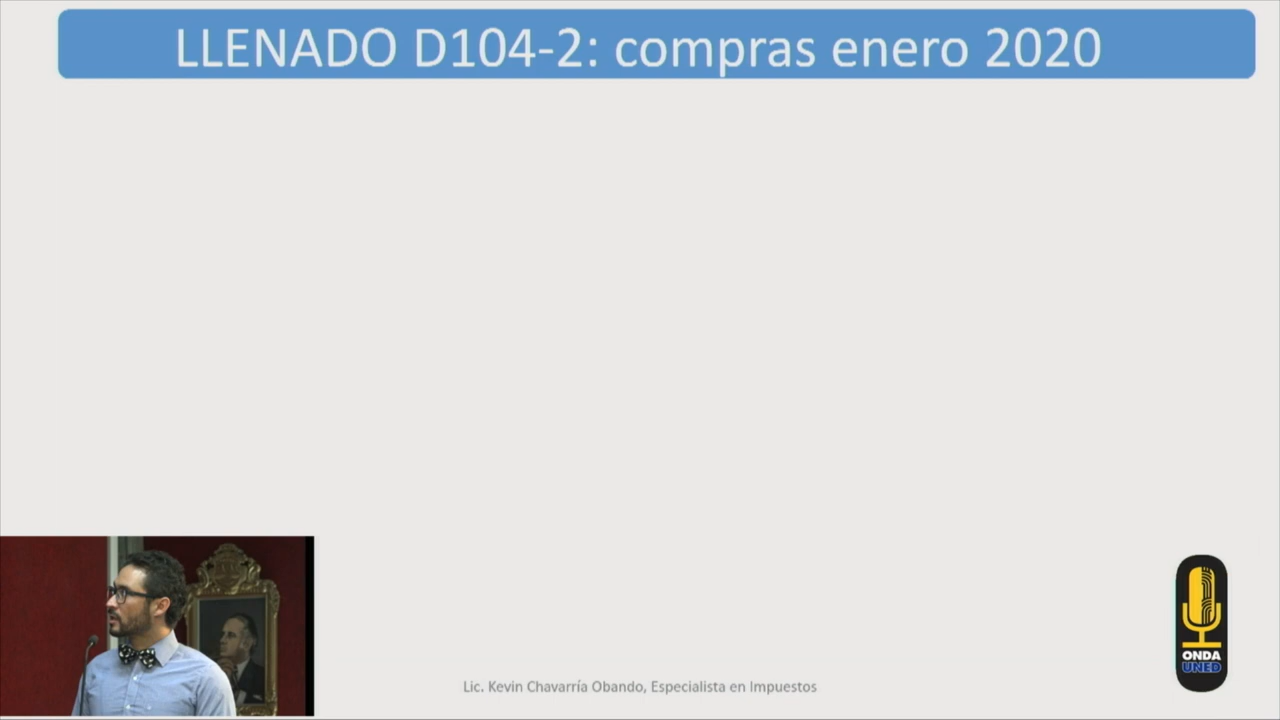 LLENADO D104-2: compras enero 2020
Lic. Kevin Chavarría Obando, Especialista en Impuestos
ONDA
UNED